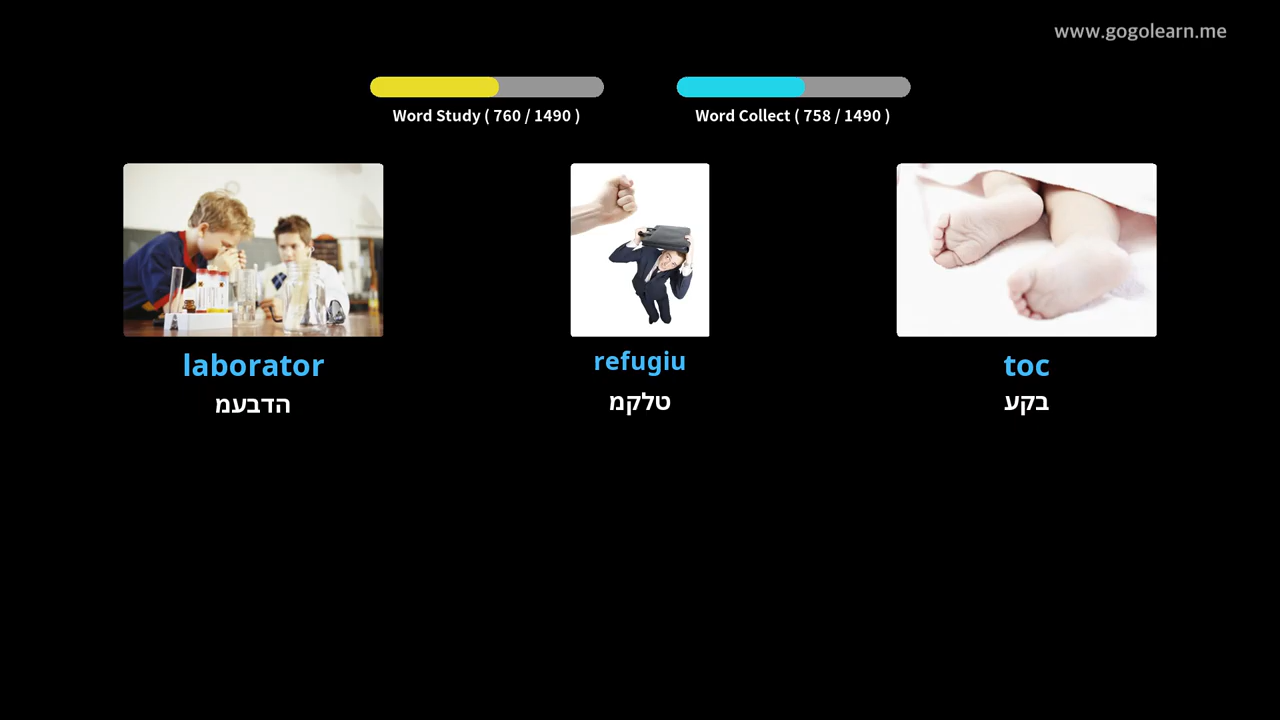 www.gogolearn.me
Word Study ( 760 / 1490 )
Word Collect ( 758 / 1490 )
laborator
הדבעמ
refugiu
טלקמ
toc
בקע